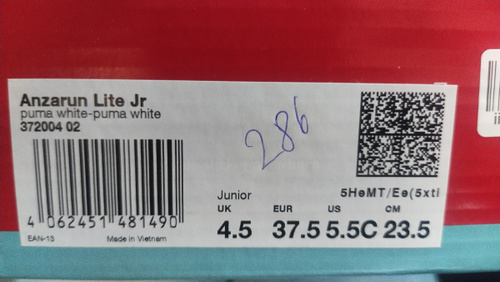 Anzarun Lite Jr
puma white-puma white
372004 02
286
4 062451 481490
EAN-13 Made in Vietnam
5HeMT/Ee(5xti
Junior
UK EUR US CM
4.5 37.5 5.5C 23.5